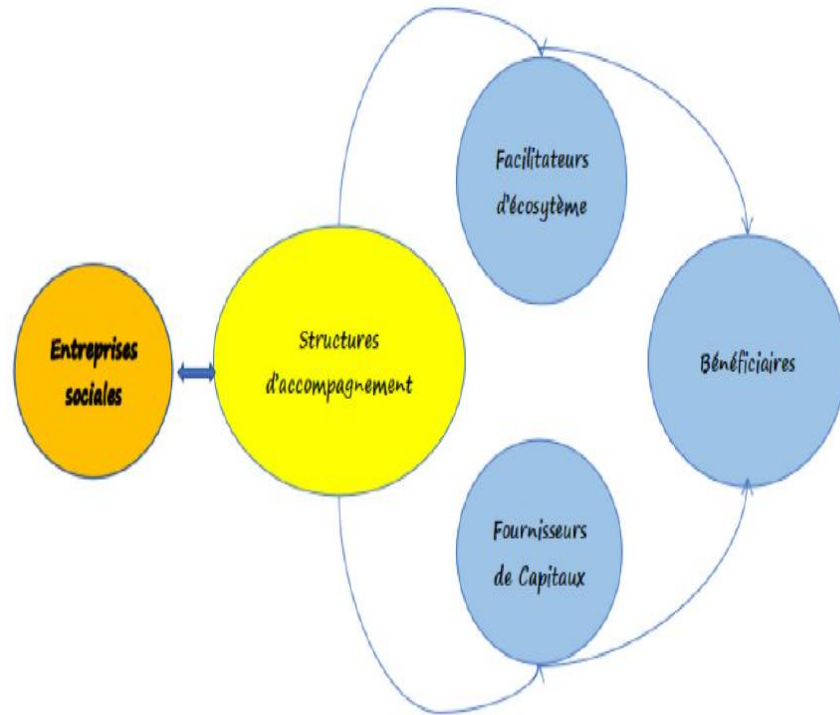 Facilitateurs
d'écosytème
Entreprises
sociales
Structures
d'accompagnement
Bénéficiaires
Fournisseurs
de Capitaux